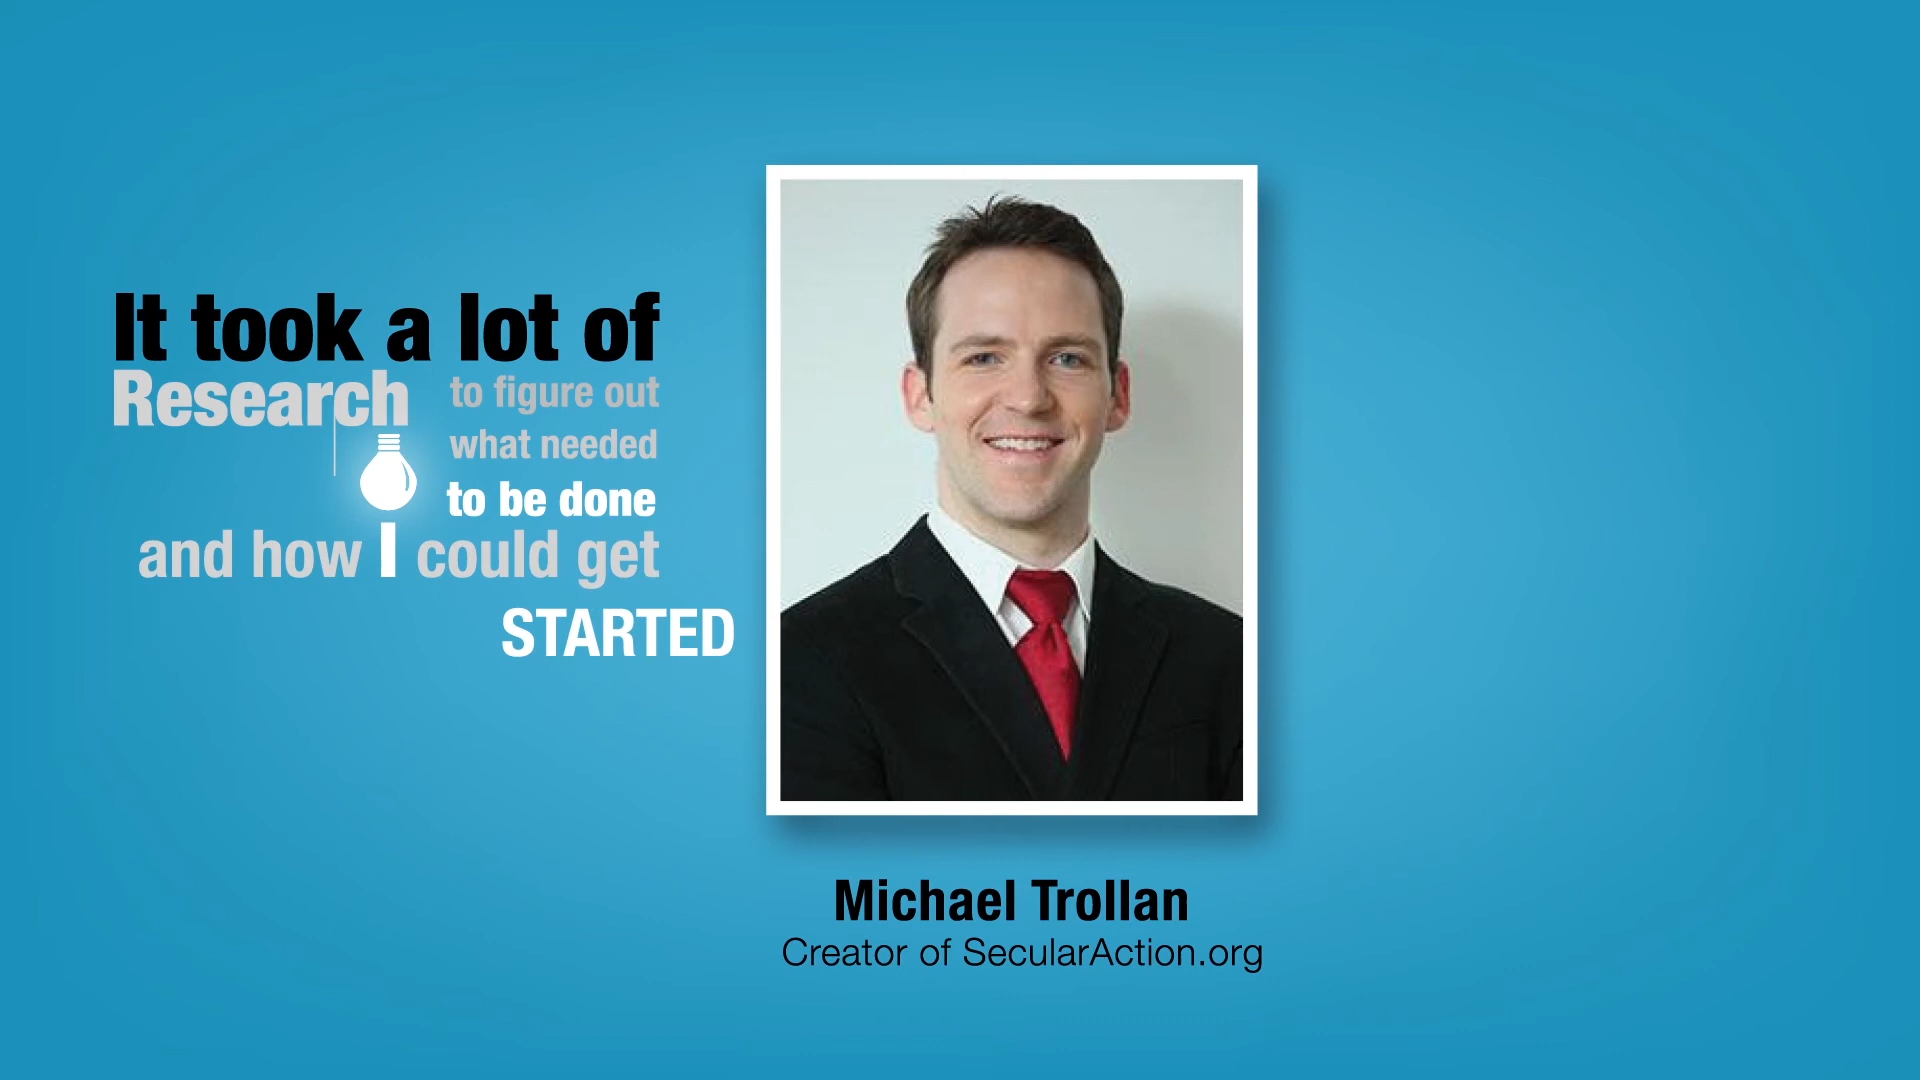 It took a lot of
Research
to figure out
what needed
to be done
and how I could get
STARTED
Michael Trollan
Creator of SecularAction.org